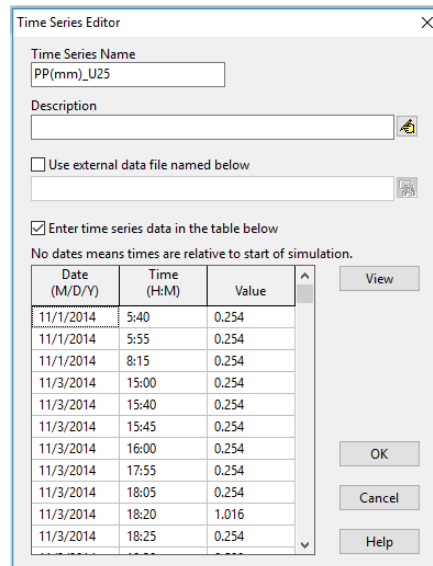 Time Series Editor
Time Series Name
PP(mm)_U25
Description
Use external data file named below
Enter time series data in the table below
No dates means times are relative to start of simulation.
Date (M/D/Y) Time (H:M) Value
View
11/1/2014 5:40 0.254
11/1/2014 5:55 0.254
11/1/2014 8:15 0.254
11/3/2014 15:00 0.254
11/3/2014 15:40 0.254
11/3/2014 15:45 0.254
11/3/2014 16:00 0.254
OK
11/3/2014 17:55 0.254
11/3/2014 18:05 0.254
Cancel
11/3/2014 18:20 1.016
11/3/2014 18:25 0.254
Help